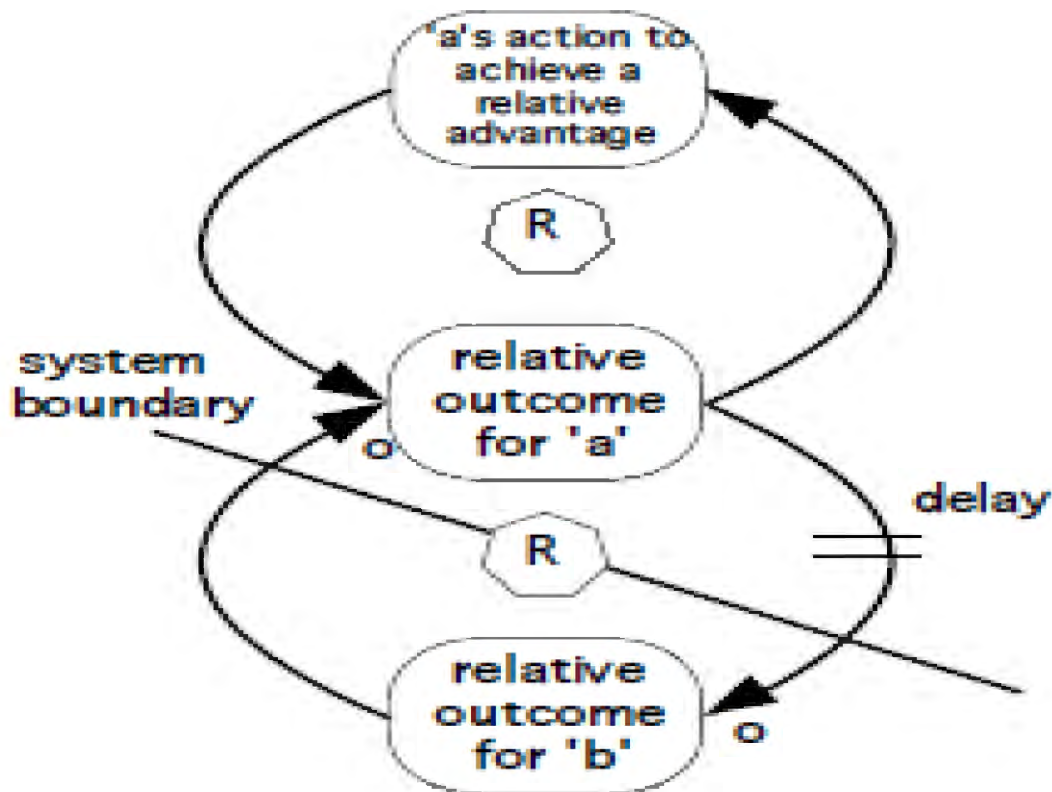 'a's action to
achieve a
relative
advantage
R
system
boundary
relative
outcome
for 'a'
o
delay
R
relative
outcome
for 'b'
o